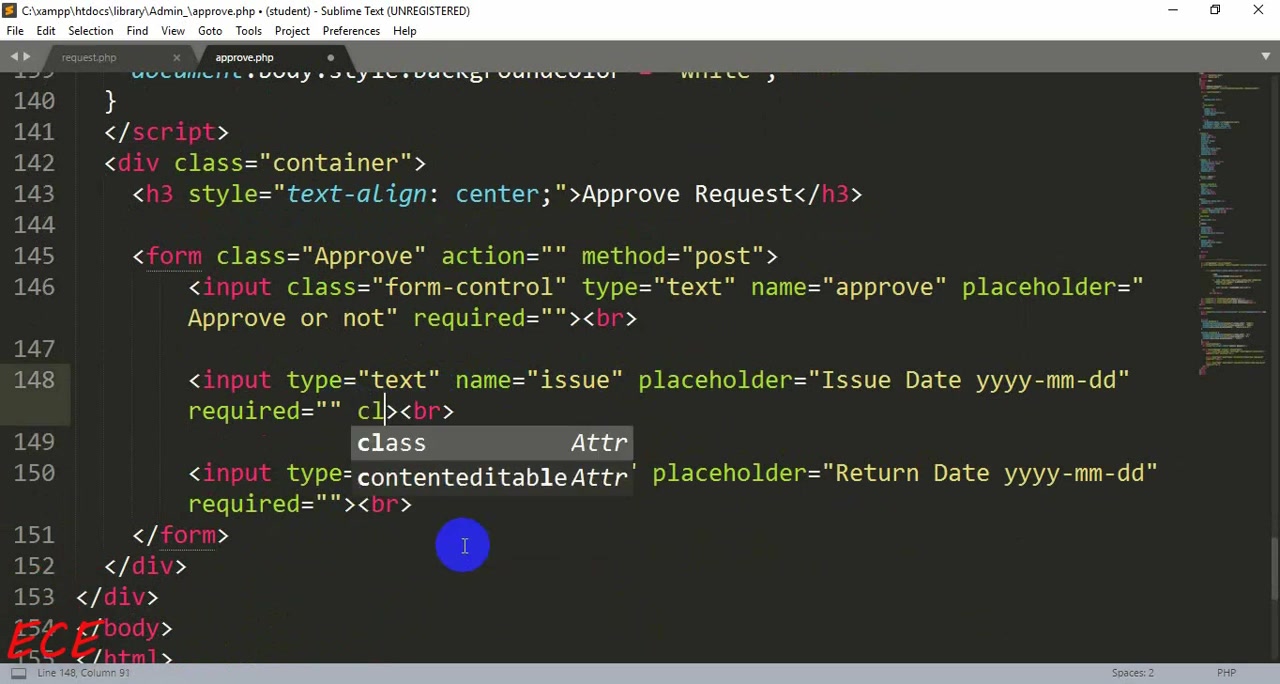 C:\xampp\htdocs\library\Admin_\approve.php • (student) - Sublime Text (UNREGISTERED)
File Edit Selection Find View Goto Tools Project Preferences Help
request.php × approve.php
139 document.body.style.backgroundColor = "white";
140 }
141 </script>
142 <div class="container">
143 <h3 style="text-align: center;">Approve Request</h3>
144
145 <form class="Approve" action="" method="post">
146 <input class="form-control" type="text" name="approve" placeholder="
Approve or not" required=""><br>
147
148 <input type="text" name="issue" placeholder="Issue Date yyyy-mm-dd"
required="" cl><br>
class Attr
149
150 <input type= " placeholder="Return Date yyyy-mm-dd"
contenteditable Attr
required=""><br>
151 </form>
152 </div>
153 </div>
154 </body>
155 </html>
ECE
Line 148, Column 91 Spaces: 2 PHP